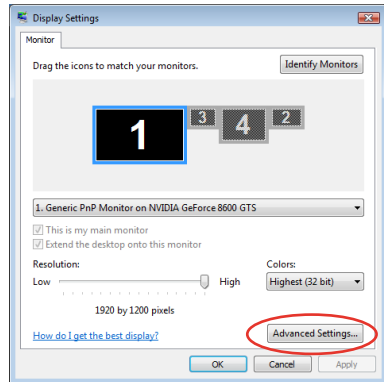 Display Settings
Monitor
Drag the icons to match your monitors.
Identify Monitors
1
3
4
2
1. Generic PnP Monitor on NVIDIA GeForce 8600 GTS
This is my main monitor
Extend the desktop onto this monitor
Resolution:
Colors:
Low
High
Highest (32 bit)
1920 by 1200 pixels
How do I get the best display?
Advanced Settings...
OK
Cancel
Apply